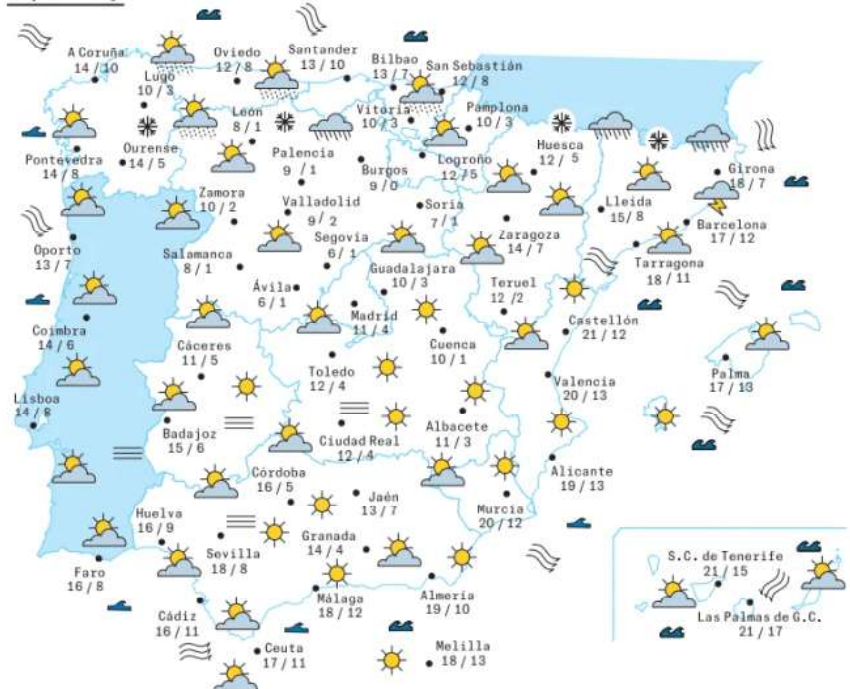 A Coruña
14 / 10
Lugo
10 / 3
Oviedo
12 / 8
Santander
13 / 10
Bilbao
13 / 7
San Sebastián
12 / 8
Vitoria
10 / 3
Pamplona
10 / 3
León
8 / 1
Pontevedra
14 / 8
Ourense
14 / 5
Palencia
9 / 1
Burgos
9 / 0
Logroño
12 / 5
Huesca
12 / 5
Girona
18 / 7
Zamora
10 / 2
Valladolid
9 / 2
Soria
7 / 1
Lleida
15 / 8
Barcelona
17 / 12
Oporto
13 / 7
Salamanca
8 / 1
Segovia
6 / 1
Zaragoza
14 / 7
Tarragona
18 / 11
Ávila
6 / 1
Guadalajara
10 / 3
Teruel
12 / 2
Madrid
11 / 4
Coimbra
14 / 6
Cáceres
11 / 5
Cuenca
10 / 1
Castellón
21 / 12
Toledo
12 / 4
Valencia
20 / 13
Palma
17 / 13
Lisboa
14 / 8
Badajoz
15 / 6
Ciudad Real
12 / 4
Albacete
11 / 3
Alicante
19 / 13
Córdoba
16 / 5
Jaén
13 / 7
Murcia
20 / 12
Huelva
16 / 9
Sevilla
18 / 8
Granada
14 / 4
Faro
16 / 8
Málaga
18 / 12
Almería
19 / 10
Cádiz
16 / 11
Ceuta
17 / 11
Melilla
18 / 13
S.C. de Tenerife
21 / 15
Las Palmas de G.C.
21 / 17